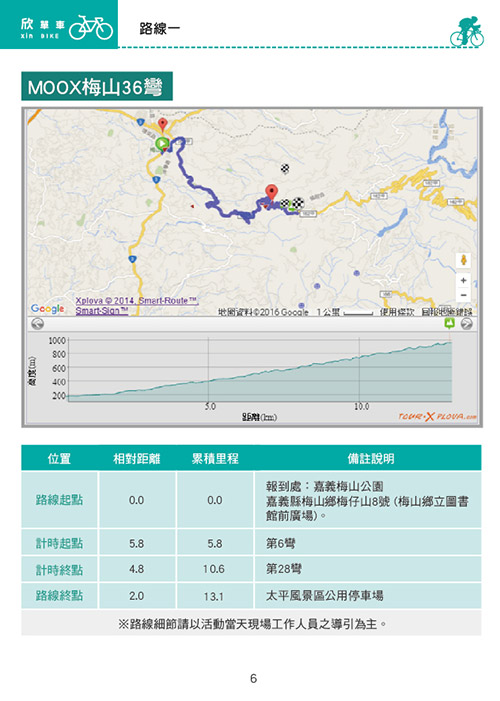 欣單車
xin BIKE
路線一
MOOX梅山36彎
Xplova © 2014, Smart-Route™,
Smart-Sign™
Google
地圖資料©2016 Google
1 公里
使用條款
回報地圖錯誤
高度(m)
1000
800
600
400
200
5.0
10.0
距離(km)
TOUR•XPLOVA.com
位置 相對距離 累積里程 備註說明
路線起點 0.0 0.0 報到處：嘉義梅山公園
嘉義縣梅山鄉梅仔山8號 (梅山鄉立圖書
館前廣場)。
計時起點 5.8 5.8 第6彎
計時終點 4.8 10.6 第28彎
路線終點 2.0 13.1 太平風景區公用停車場
※路線細節請以活動當天現場工作人員之導引為主。
6